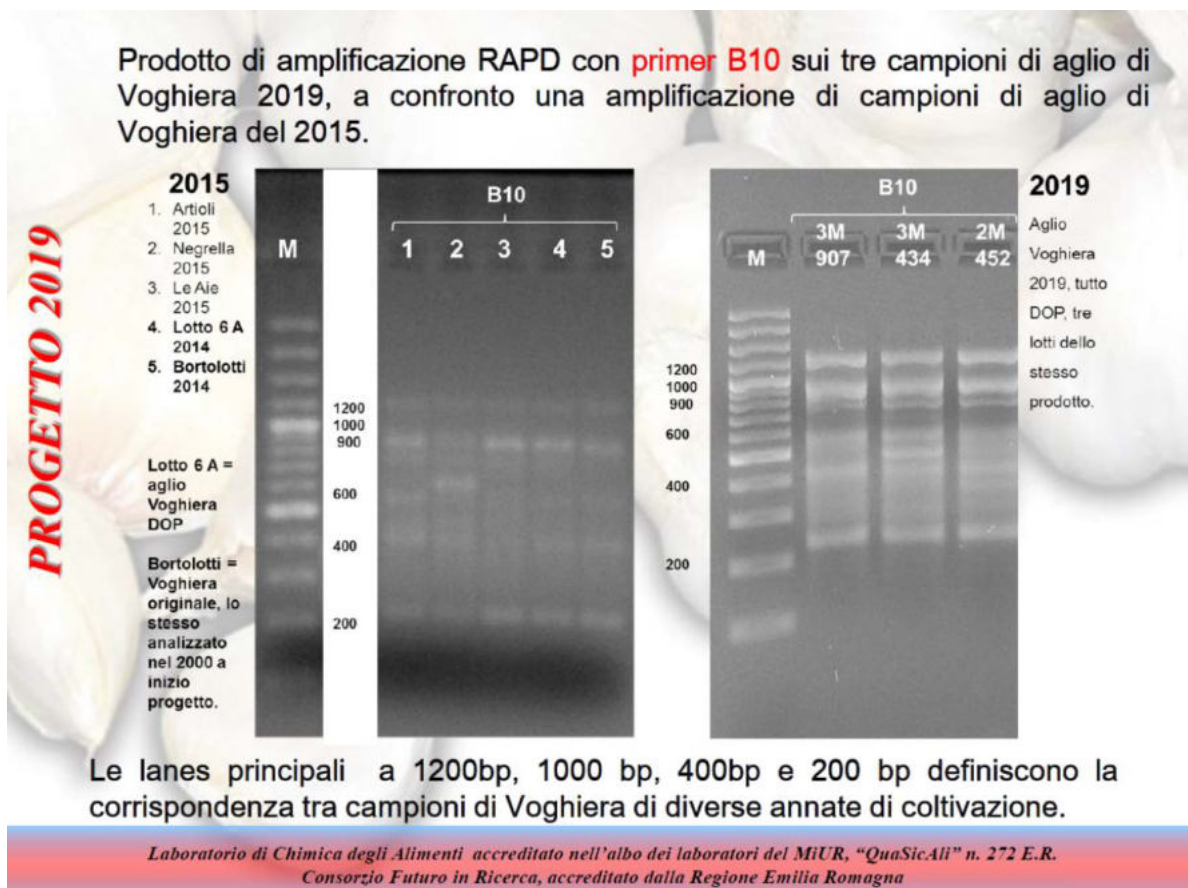 Prodotto di amplificazione RAPD con primer B10 sui tre campioni di aglio di
Voghiera 2019, a confronto una amplificazione di campioni di aglio di
Voghiera del 2015.
PROGETTO 2019
2015
1. Artioli
2015
2. Negrella
2015
3. Le Aie
2015
4. Lotto 6 A
2014
5. Bortolotti
2014
Lotto 6 A =
aglio
Voghiera
DOP
Bortolotti =
Voghiera
originale, lo
stesso
analizzato
nel 2000 a
inizio
progetto.
M
1200
1000
900
600
400
200
B10
1 2 3 4 5
1200
1000
900
600
400
200
B10
3M 3M 2M
M 907 434 452
2019
Aglio
Voghiera
2019, tutto
DOP, tre
lotti dello
stesso
prodotto.
Le lanes principali a 1200bp, 1000 bp, 400bp e 200 bp definiscono la
corrispondenza tra campioni di Voghiera di diverse annate di coltivazione.
Laboratorio di Chimica degli Alimenti accreditato nell'albo dei laboratori del MiUR, “QuaSicAli” n. 272 E.R.
Consorzio Futuro in Ricerca, accreditato dalla Regione Emilia Romagna